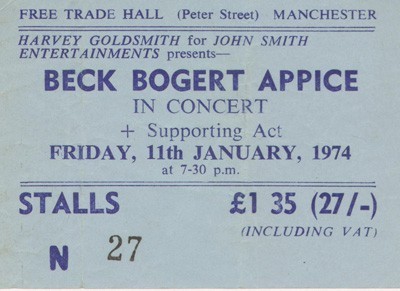 FREE TRADE HALL (Peter Street) MANCHESTER
HARVEY GOLDSMITH for JOHN SMITH
ENTERTAINMENTS presents—
BECK BOGERT APPICE
IN CONCERT
+ Supporting Act
FRIDAY, 11th JANUARY, 1974
at 7-30 p.m.
STALLS £1 35 (27/-)
(INCLUDING VAT)
N 27